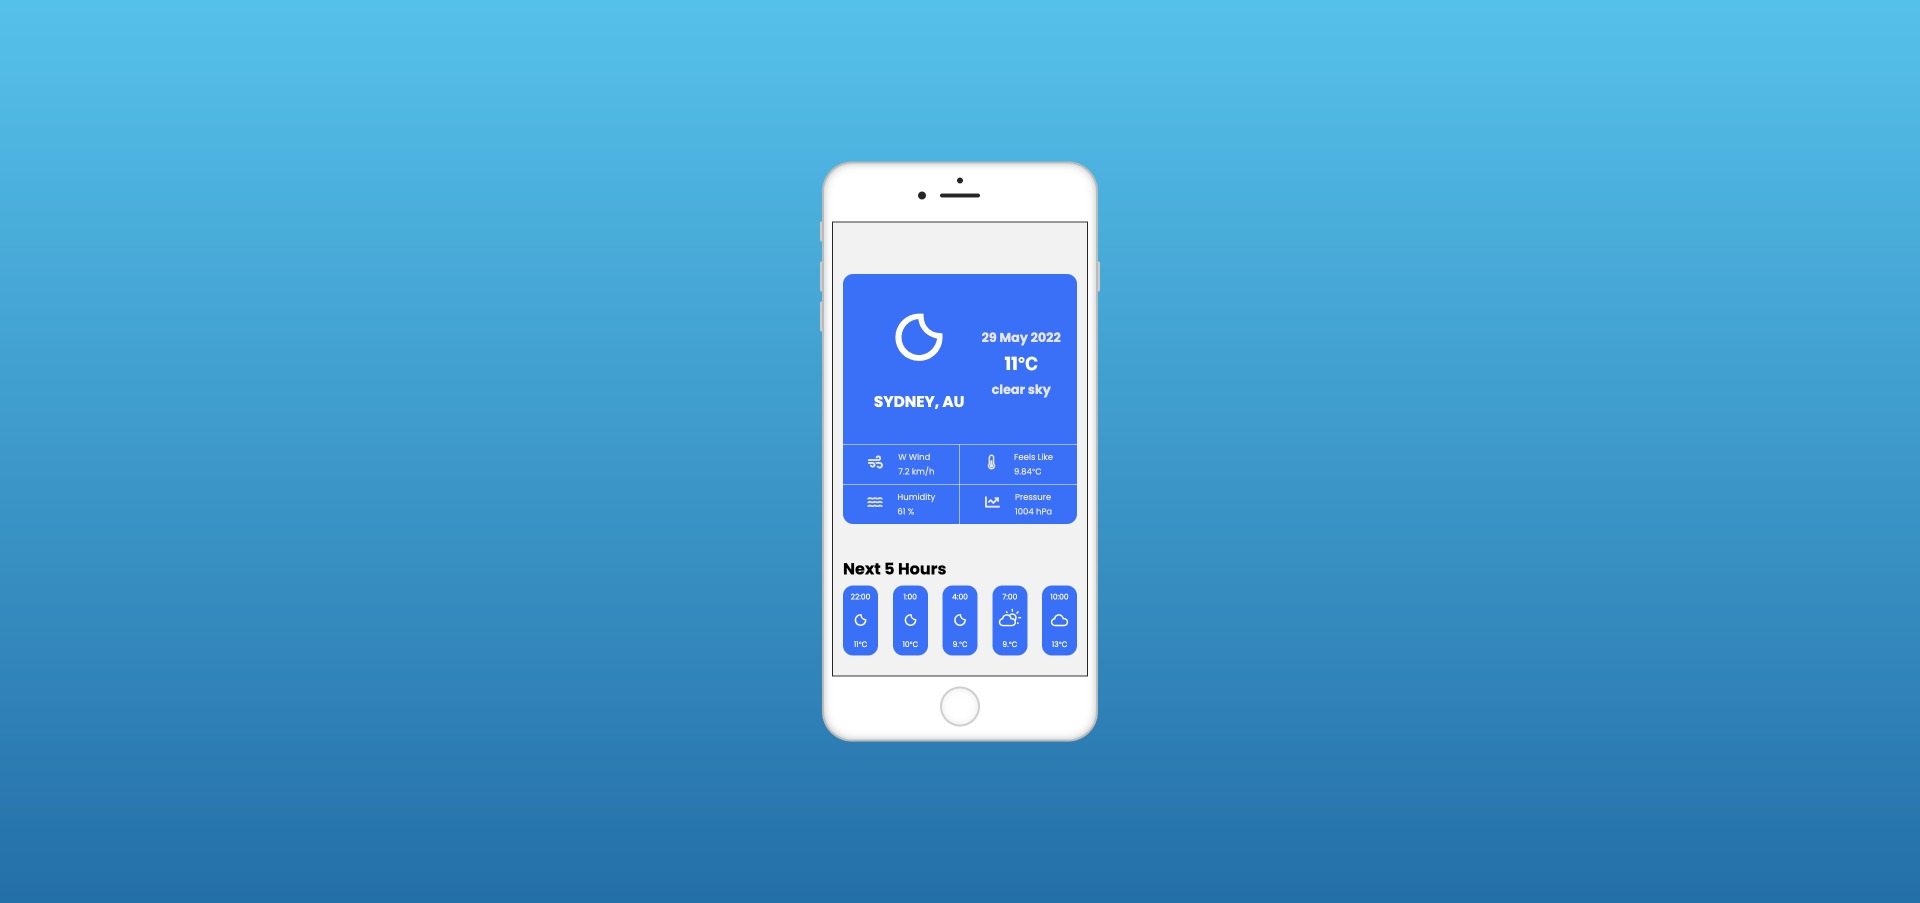 29 May 2022
11°C
clear sky
SYDNEY, AU
W Wind
7.2 km/h
Feels Like
9.84°C
Humidity
61 %
Pressure
1004 hPa
Next 5 Hours
22:00 1:00 4:00 7:00 10:00
11°C 10°C 9.°C 9.°C 13°C